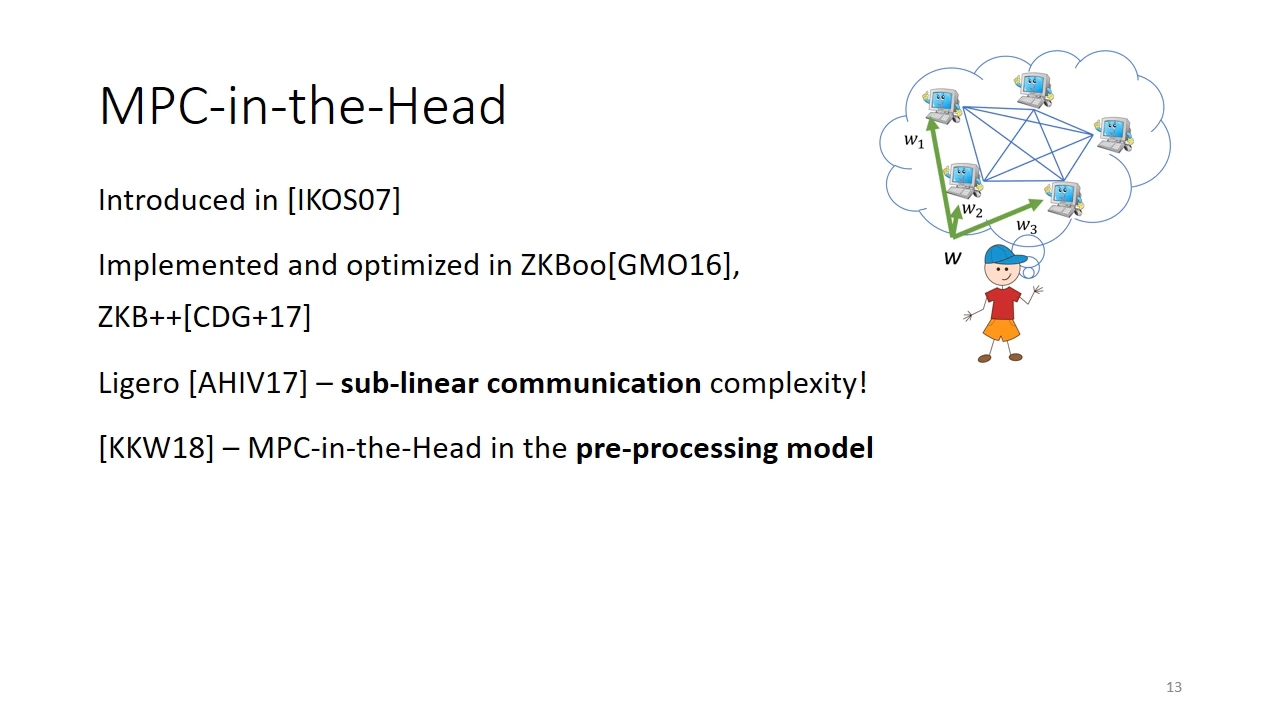 MPC-in-the-Head
Introduced in [IKOS07]
Implemented and optimized in ZKBoo[GMO16],
ZKB++[CDG+17]
Ligero [AHIV17] – sub-linear communication complexity!
[KKW18] – MPC-in-the-Head in the pre-processing model
w₁
w₂
w₃
w
13